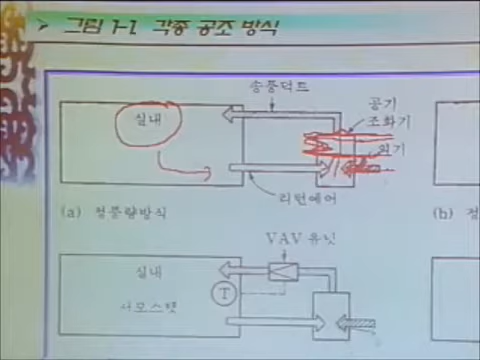 그림 7-1 각종 공조 방식
송풍덕트
공기
조화기
실내
외기
리턴에어
(a) 정풍량방식
(b) 정
VAV 유닛
실내
T
서모스탯